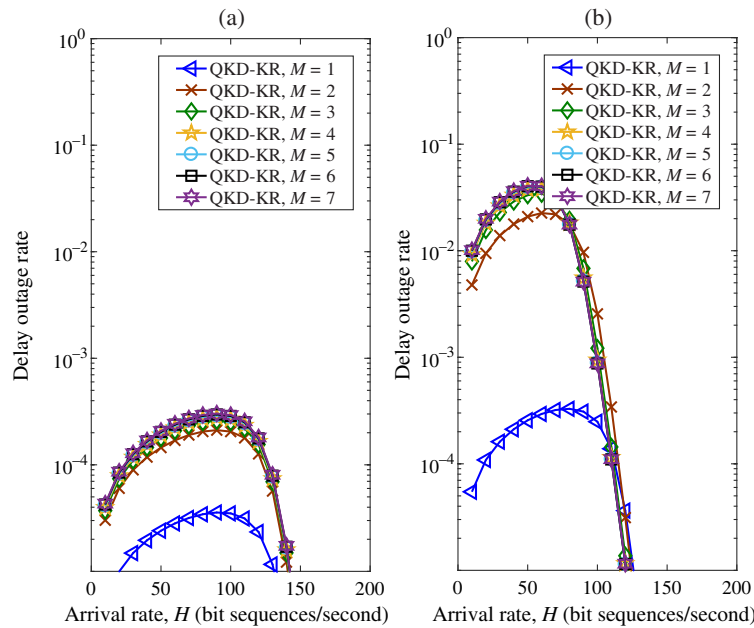 (a)
Delay outage rate
10^0
10^-1
10^-2
10^-3
10^-4
QKD-KR, M = 1
QKD-KR, M = 2
QKD-KR, M = 3
QKD-KR, M = 4
QKD-KR, M = 5
QKD-KR, M = 6
QKD-KR, M = 7
0 50 100 150 200
Arrival rate, H (bit sequences/second)
(b)
Delay outage rate
10^0
10^-1
10^-2
10^-3
10^-4
QKD-KR, M = 1
QKD-KR, M = 2
QKD-KR, M = 3
QKD-KR, M = 4
QKD-KR, M = 5
QKD-KR, M = 6
QKD-KR, M = 7
0 50 100 150 200
Arrival rate, H (bit sequences/second)